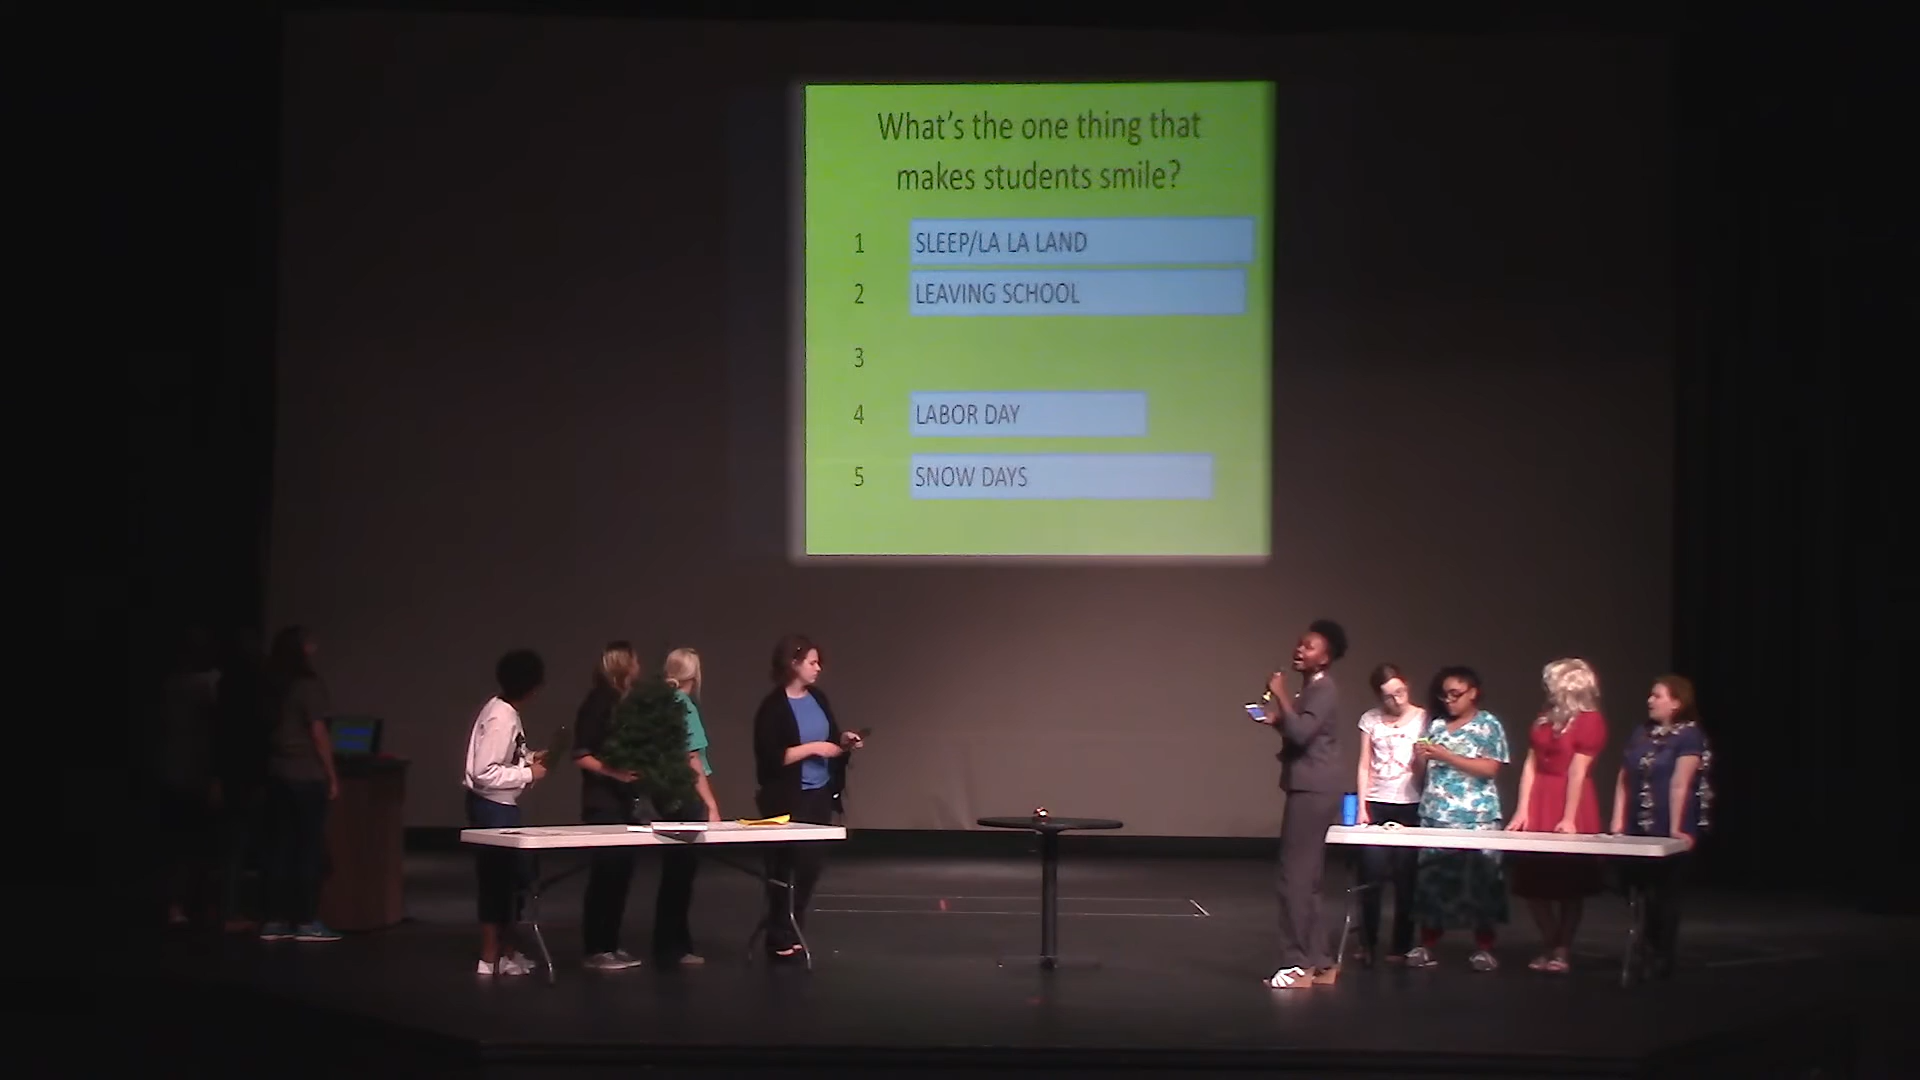 What's the one thing that
makes students smile?
1 SLEEP/LA LA LAND
2 LEAVING SCHOOL
3
4 LABOR DAY
5 SNOW DAYS